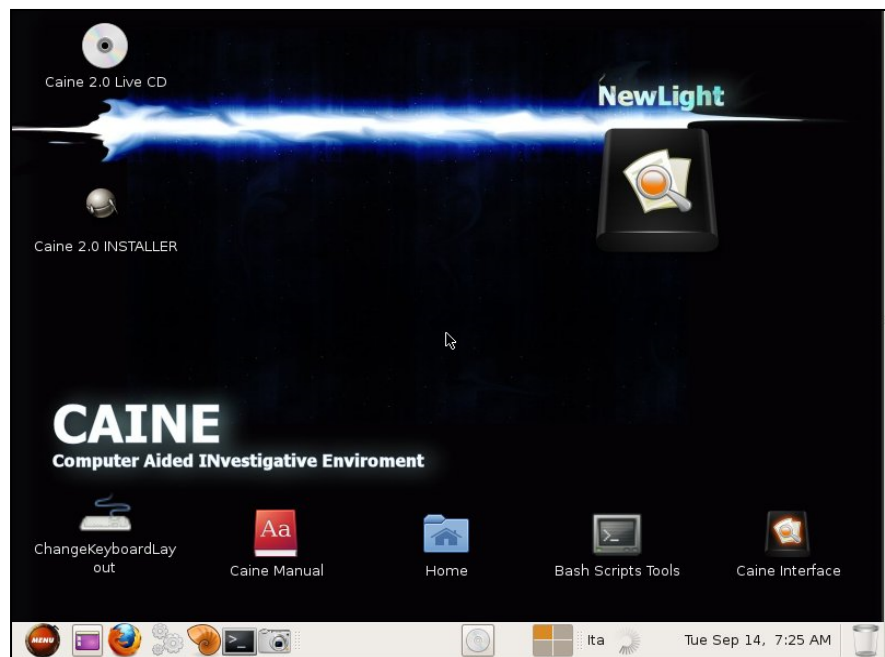 Caine 2.0 Live CD
NewLight
Caine 2.0 INSTALLER
CAINE
Computer Aided INvestigative Enviroment
ChangeKeyboardLay
out
Aa
Caine Manual
Home
>_
Bash Scripts Tools
Caine Interface
MENU
>_
Ita
Tue Sep 14, 7:25 AM